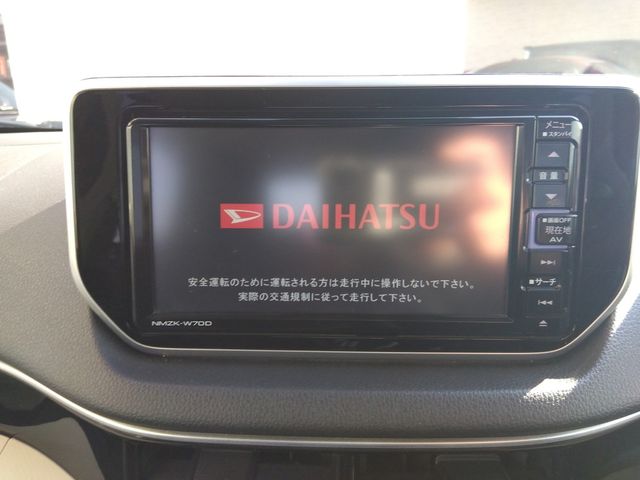 メニュー
■スタンバイ
音量
DAIHATSU
■画面OFF
現在地
AV
安全運転のために運転される方は走行中に操作しないで下さい。
■サーチ
実際の交通規制に従って走行して下さい。
NMZK-W70D